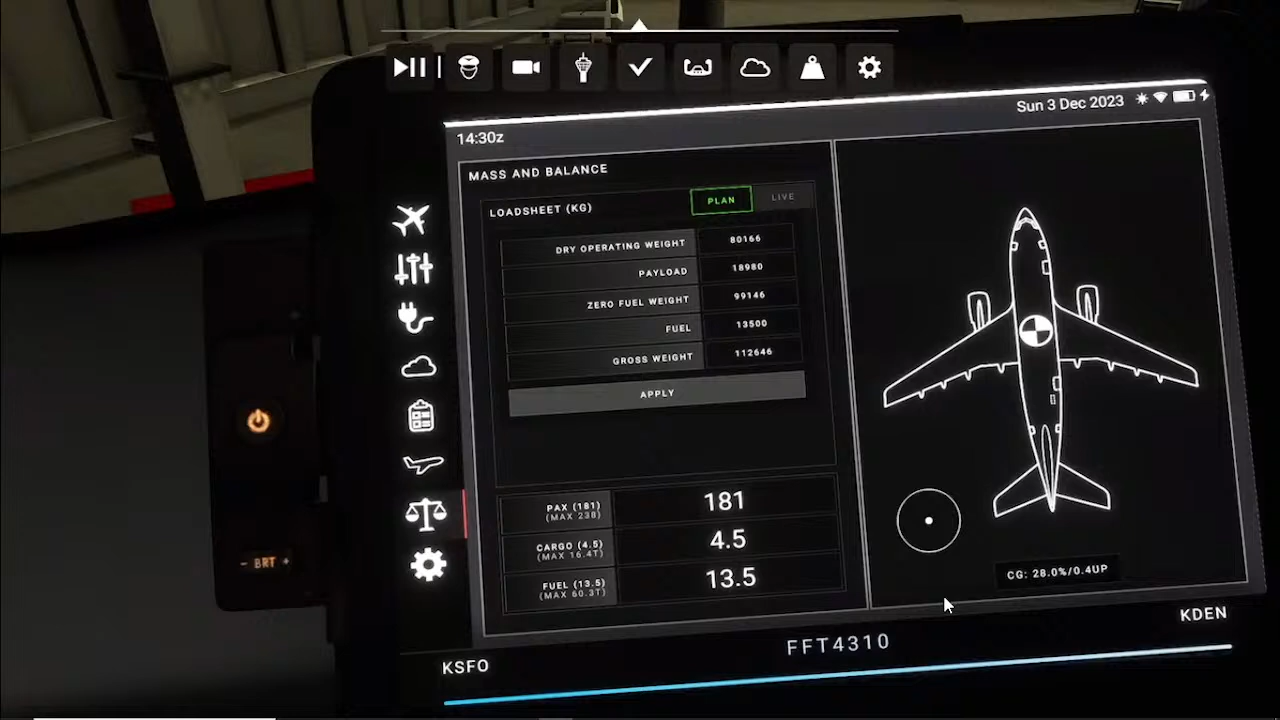 Sun 3 Dec 2023
14:30z
MASS AND BALANCE
LOADSHEET (KG)
PLAN
LIVE
DRY OPERATING WEIGHT 80166
PAYLOAD 18980
ZERO FUEL WEIGHT 99146
FUEL 13500
GROSS WEIGHT 112646
APPLY
PAX (181) 181
(MAX 238)
CARGO (4.5) 4.5
(MAX 16.4T)
FUEL (13.5) 13.5
(MAX 60.3T)
CG: 28.0%/0.4UP
- BRT +
KSFO
FFT4310
KDEN